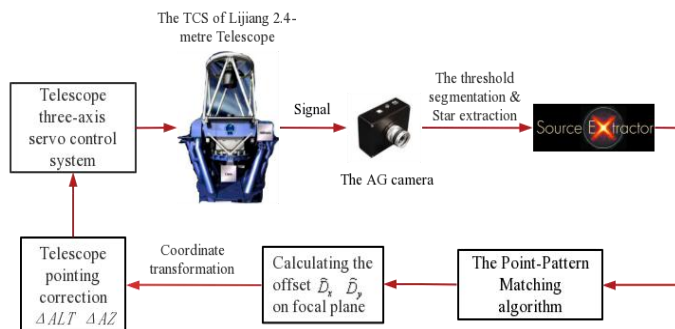 The TCS of Lijiang 2.4-
metre Telescope
Telescope
three-axis
servo control
system
Signal
The AG camera
The threshold
segmentation &
Star extraction
Source Extractor
Telescope
pointing
correction
ΔALT ΔAZ
Coordinate
transformation
Calculating the
offset D̂ₓ D̂ᵧ
on focal plane
The Point-Pattern
Matching
algorithm